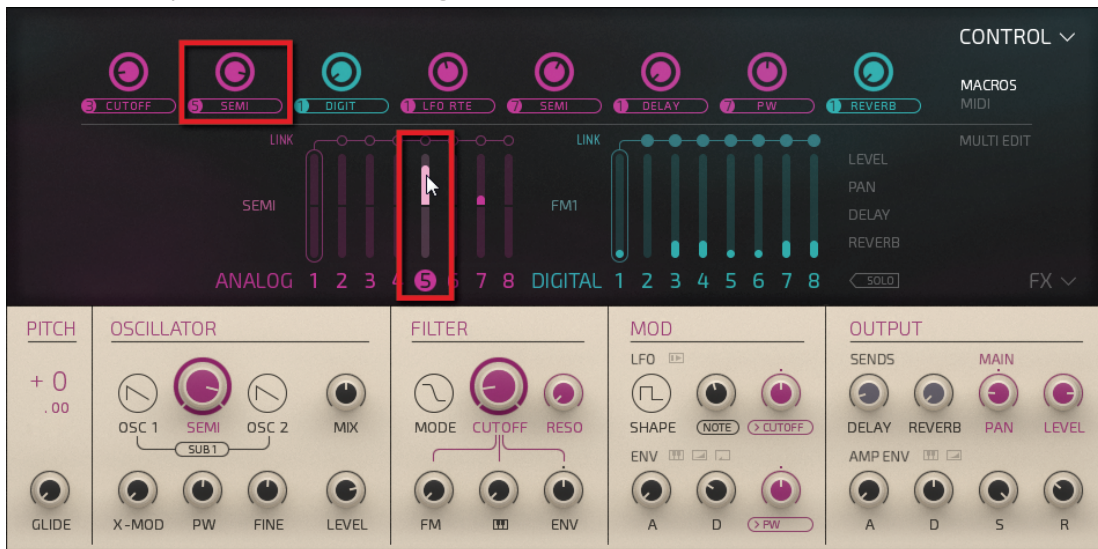 CONTROL
3 CUTOFF 5 SEMI 1 DIGIT 1 LFO RTE 7 SEMI 1 DELAY 7 PW 1 REVERB
MACROS
MIDI
LINK LINK MULTI EDIT
LEVEL
PAN
SEMI FM1
DELAY
REVERB
ANALOG 1 2 3 4 5 6 7 8 DIGITAL 1 2 3 4 5 6 7 8 SOLO FX
PITCH OSCILLATOR FILTER MOD OUTPUT
LFO SENDS MAIN
+ 0
.00
OSC 1 SEMI OSC 2 MIX MODE CUTOFF RESO SHAPE NOTE > CUTOFF DELAY REVERB PAN LEVEL
SUB1
ENV AMP ENV
GLIDE X-MOD PW FINE LEVEL FM ENV A D > PW A D S R